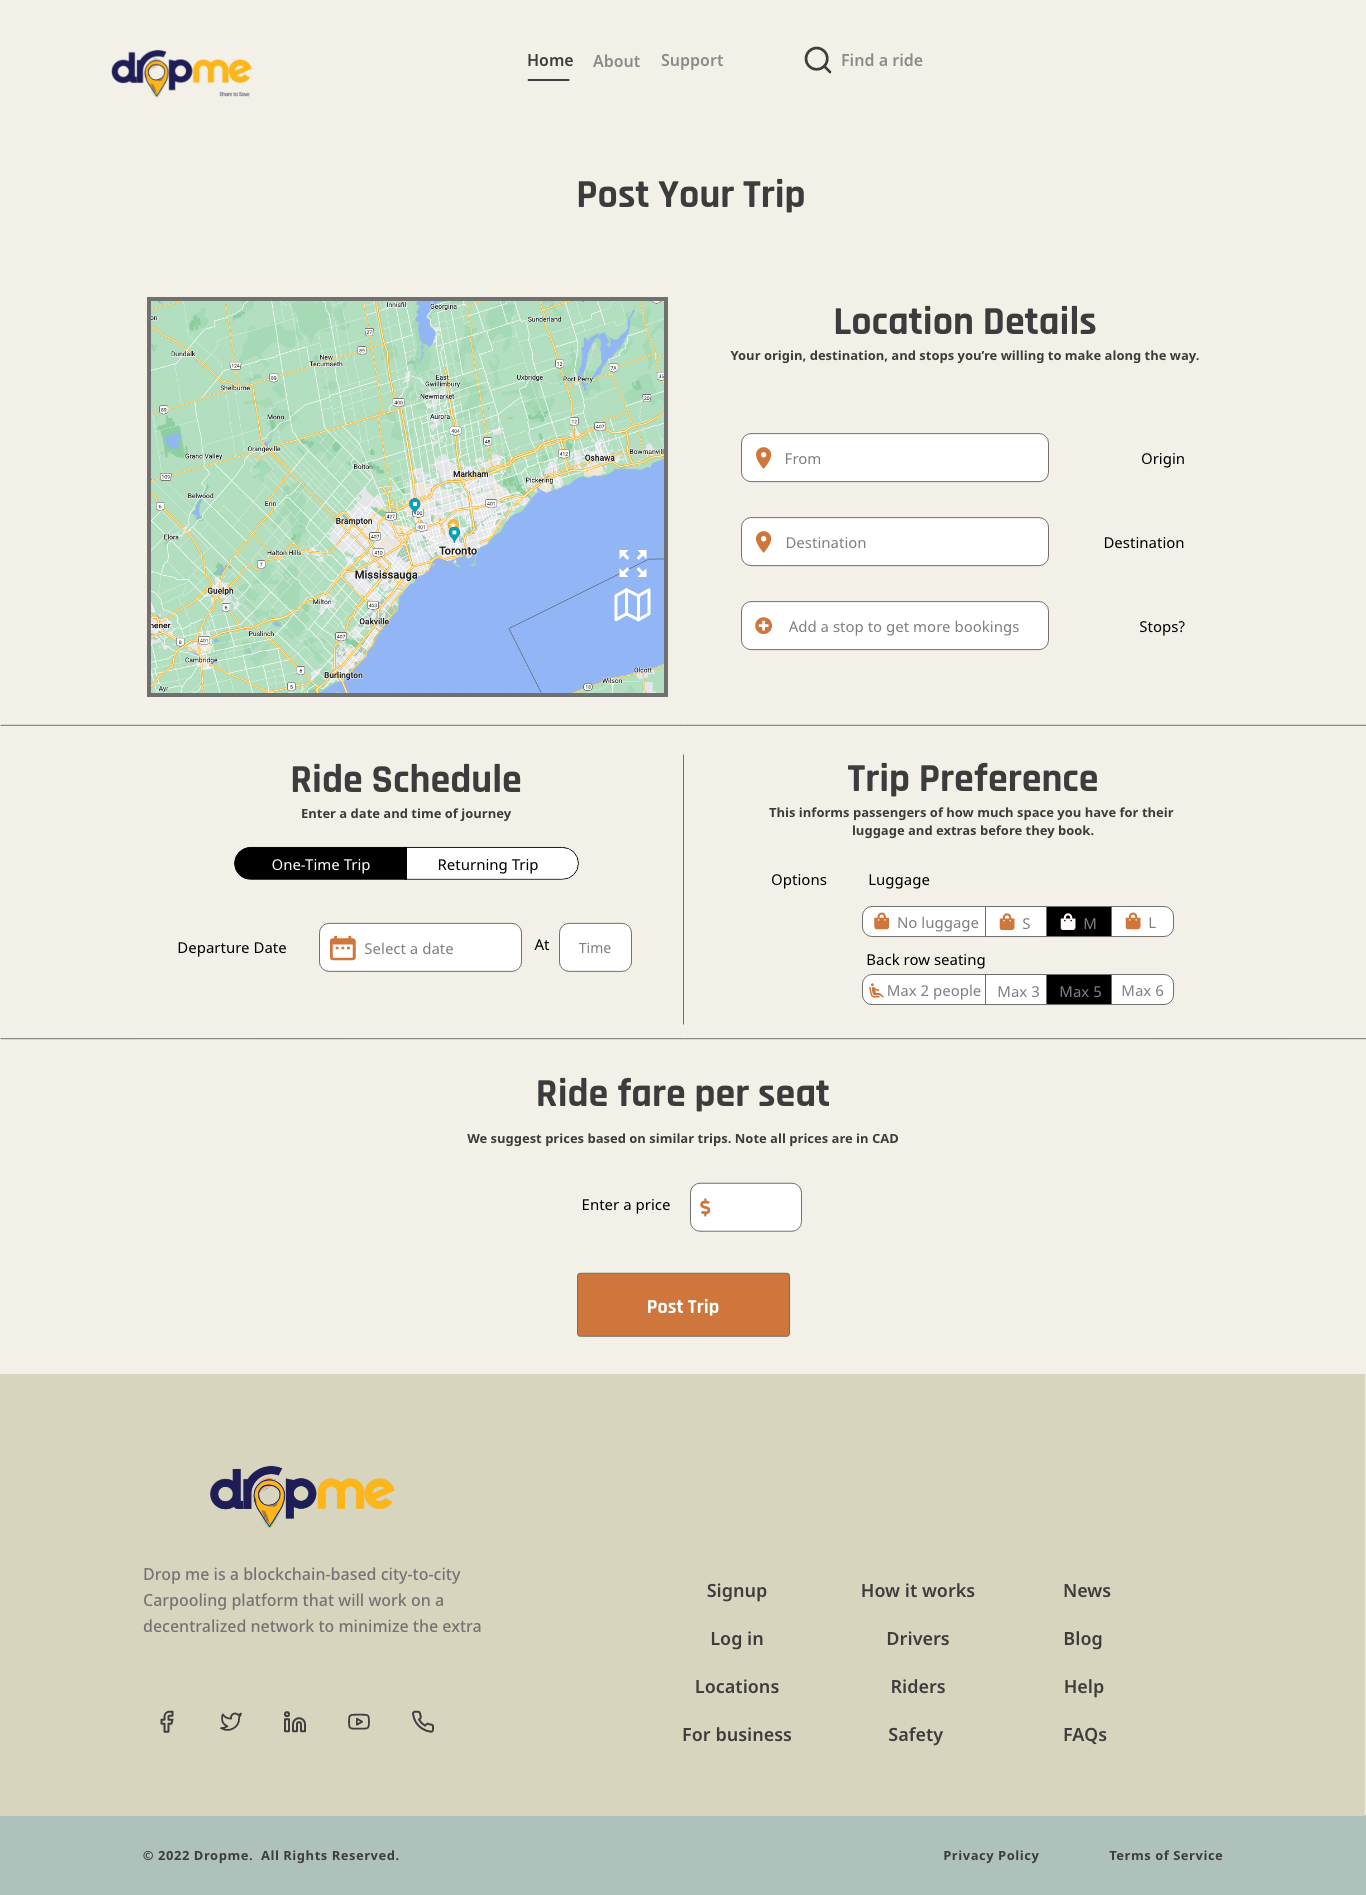 dropme
Share to Save
Home
About
Support
Find a ride
Post Your Trip
Innisfil
Georgina
Sunderland
Dundalk
New
Tecumseth
East
Gwillimbury
Uxbridge
Port Perry
Shelburne
Newmarket
Mono
Aurora
Grand Valley
Orangeville
Bolton
Markham
Oshawa
Bowmanvill
Pickering
Belwood
Erin
Brampton
Elora
Halton Hills
Toronto
Mississauga
Guelph
Milton
Oakville
ener
Puslinch
Cambridge
Burlington
Olcott
Wilson
Ayr
Location Details
Your origin, destination, and stops you're willing to make along the way.
From
Origin
Destination
Destination
Add a stop to get more bookings
Stops?
Ride Schedule
Enter a date and time of journey
One-Time Trip
Returning Trip
Departure Date
Select a date
At
Time
Trip Preference
This informs passengers of how much space you have for their
luggage and extras before they book.
Options
Luggage
No luggage
S
M
L
Back row seating
Max 2 people
Max 3
Max 5
Max 6
Ride fare per seat
We suggest prices based on similar trips. Note all prices are in CAD
Enter a price
$
Post Trip
dropme
Drop me is a blockchain-based city-to-city
Carpooling platform that will work on a
decentralized network to minimize the extra
Signup
How it works
News
Log in
Drivers
Blog
Locations
Riders
Help
For business
Safety
FAQs
© 2022 Dropme.  All Rights Reserved.
Privacy Policy
Terms of Service